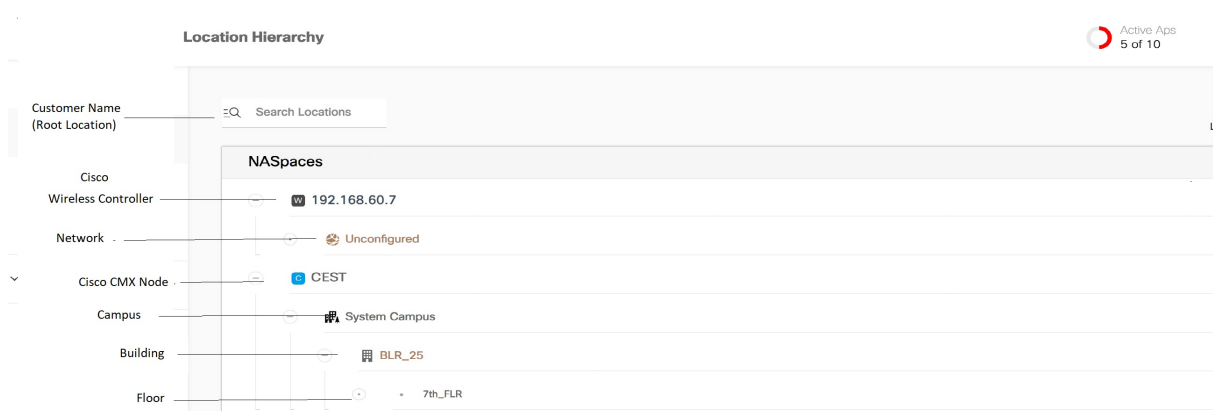 Location Hierarchy
Active Aps
5 of 10
Customer Name
(Root Location)
Search Locations
L
NASpaces
Cisco
Wireless Controller
W 192.168.60.7
Network
Unconfigured
Cisco CMX Node
C CEST
Campus
System Campus
Building
BLR_25
Floor
7th_FLR